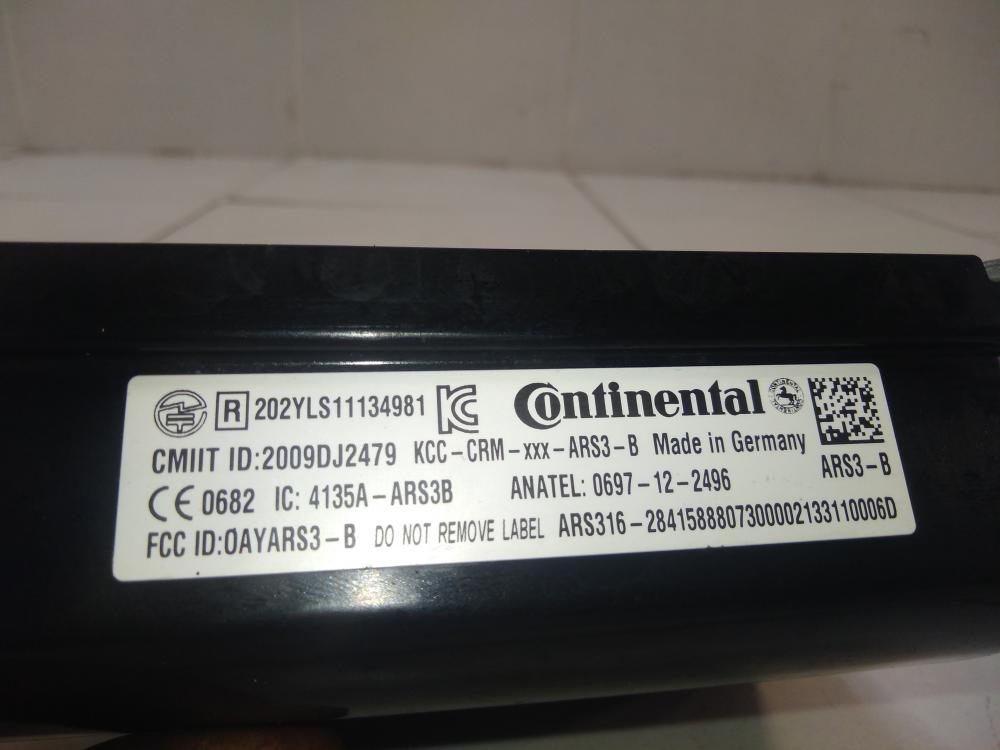 R 202YLS11134981 Continental
CMIIT ID:2009DJ2479 KCC-CRM-xxx-ARS3-B Made in Germany
ARS3-B
CE 0682 IC: 4135A-ARS3B ANATEL: 0697-12-2496
FCC ID:OAYARS3-B DO NOT REMOVE LABEL ARS316-2841588807300002133110006D